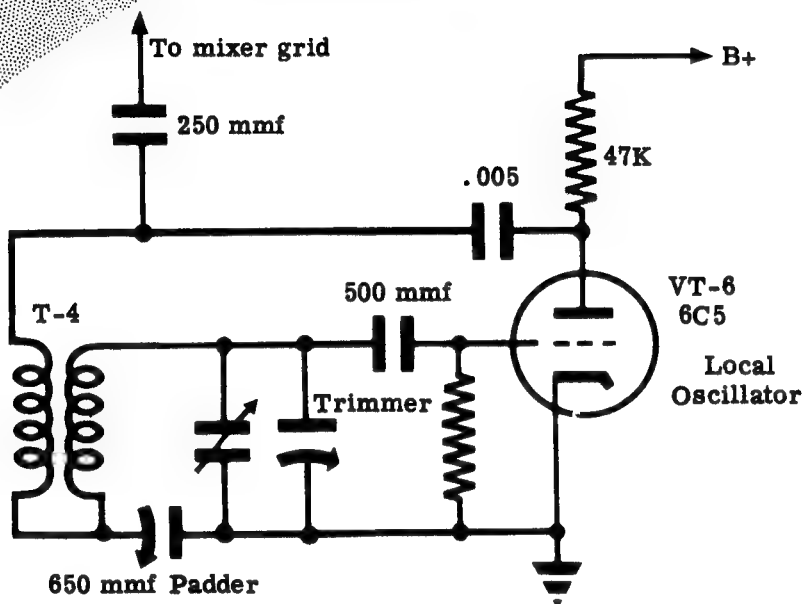 To mixer grid
B+
250 mmf
47K
.005
500 mmf
VT-6
6C5
T-4
Local
Oscillator
Trimmer
650 mmf Padder